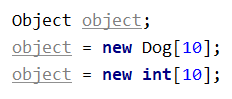 Object object;
object = new Dog[10];
object = new int[10];